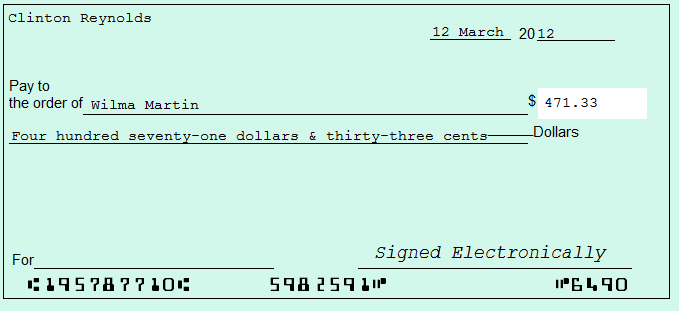 Clinton Reynolds
12 March 2012
Pay to
the order of Wilma Martin $ 471.33
Four hundred seventy-one dollars & thirty-three cents Dollars
Signed Electronically
For
⑆195787710⑆ 5982591⑈ ⑈6490